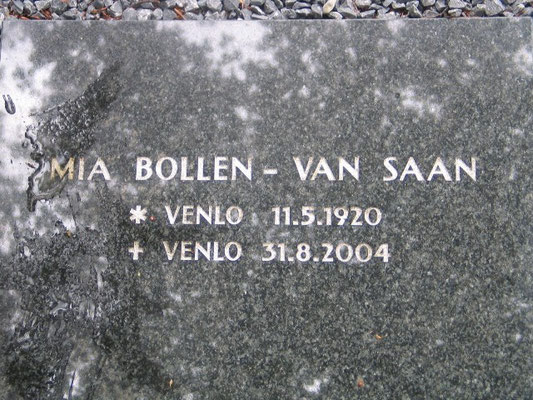 MIA BOLLEN - VAN SAAN
* VENLO 11.5.1920
+ VENLO 31.8.2004